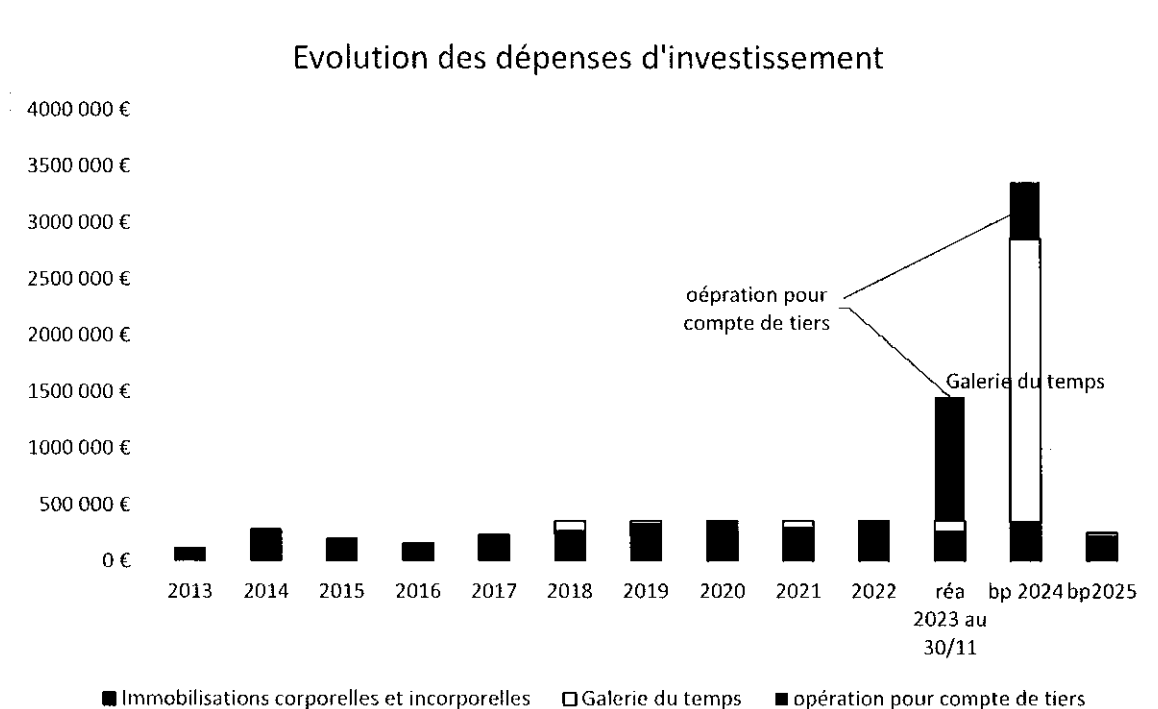 Evolution des dépenses d'investissement
4000 000 €
3500 000 €
3000 000 €
2500 000 €
2000 000 €
1500 000 €
1000 000 €
500 000 €
0 €
oépration pour
compte de tiers
Galerie du temps
2013 2014 2015 2016 2017 2018 2019 2020 2021 2022 réa bp 2024 bp2025
2023 au
30/11
Immobilisations corporelles et incorporelles Galerie du temps opération pour compte de tiers